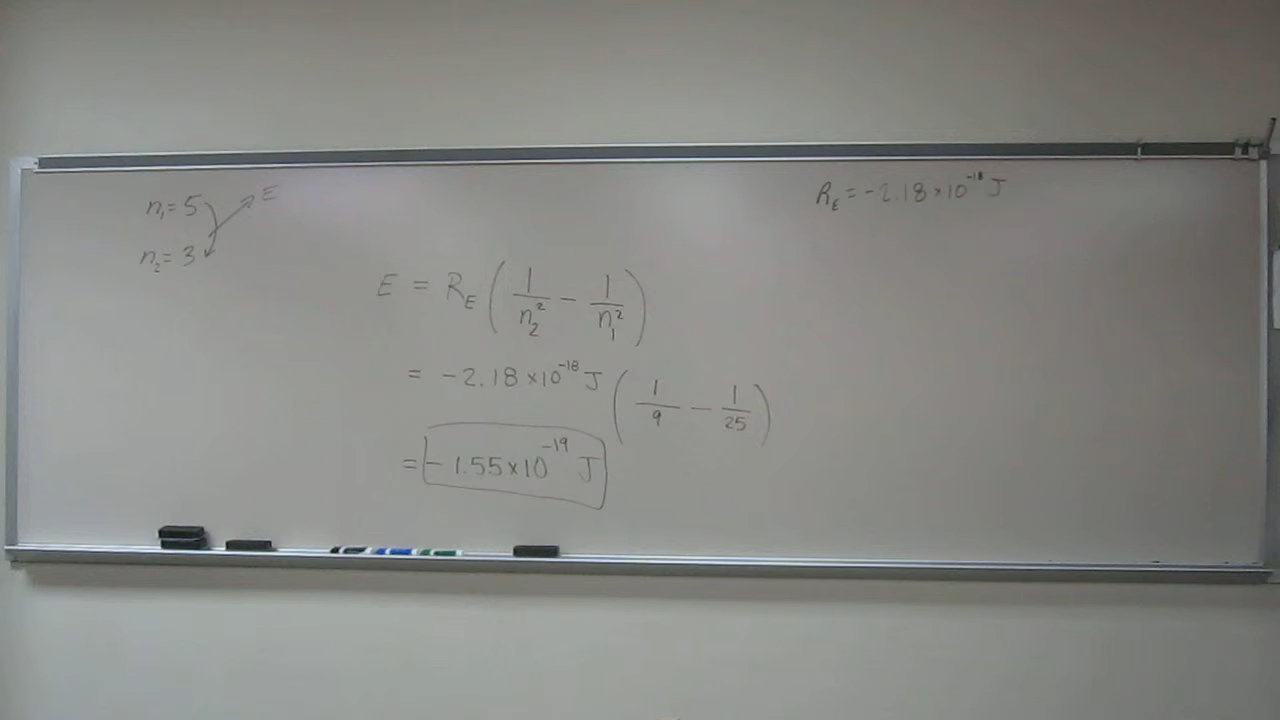 n₁ = 5
E
n₂ = 3
R_E = -2.18×10⁻¹⁸ J
E = R_E (1/n₂² - 1/n₁²)
= -2.18×10⁻¹⁸ J (1/9 - 1/25)
= -1.55×10⁻¹⁹ J